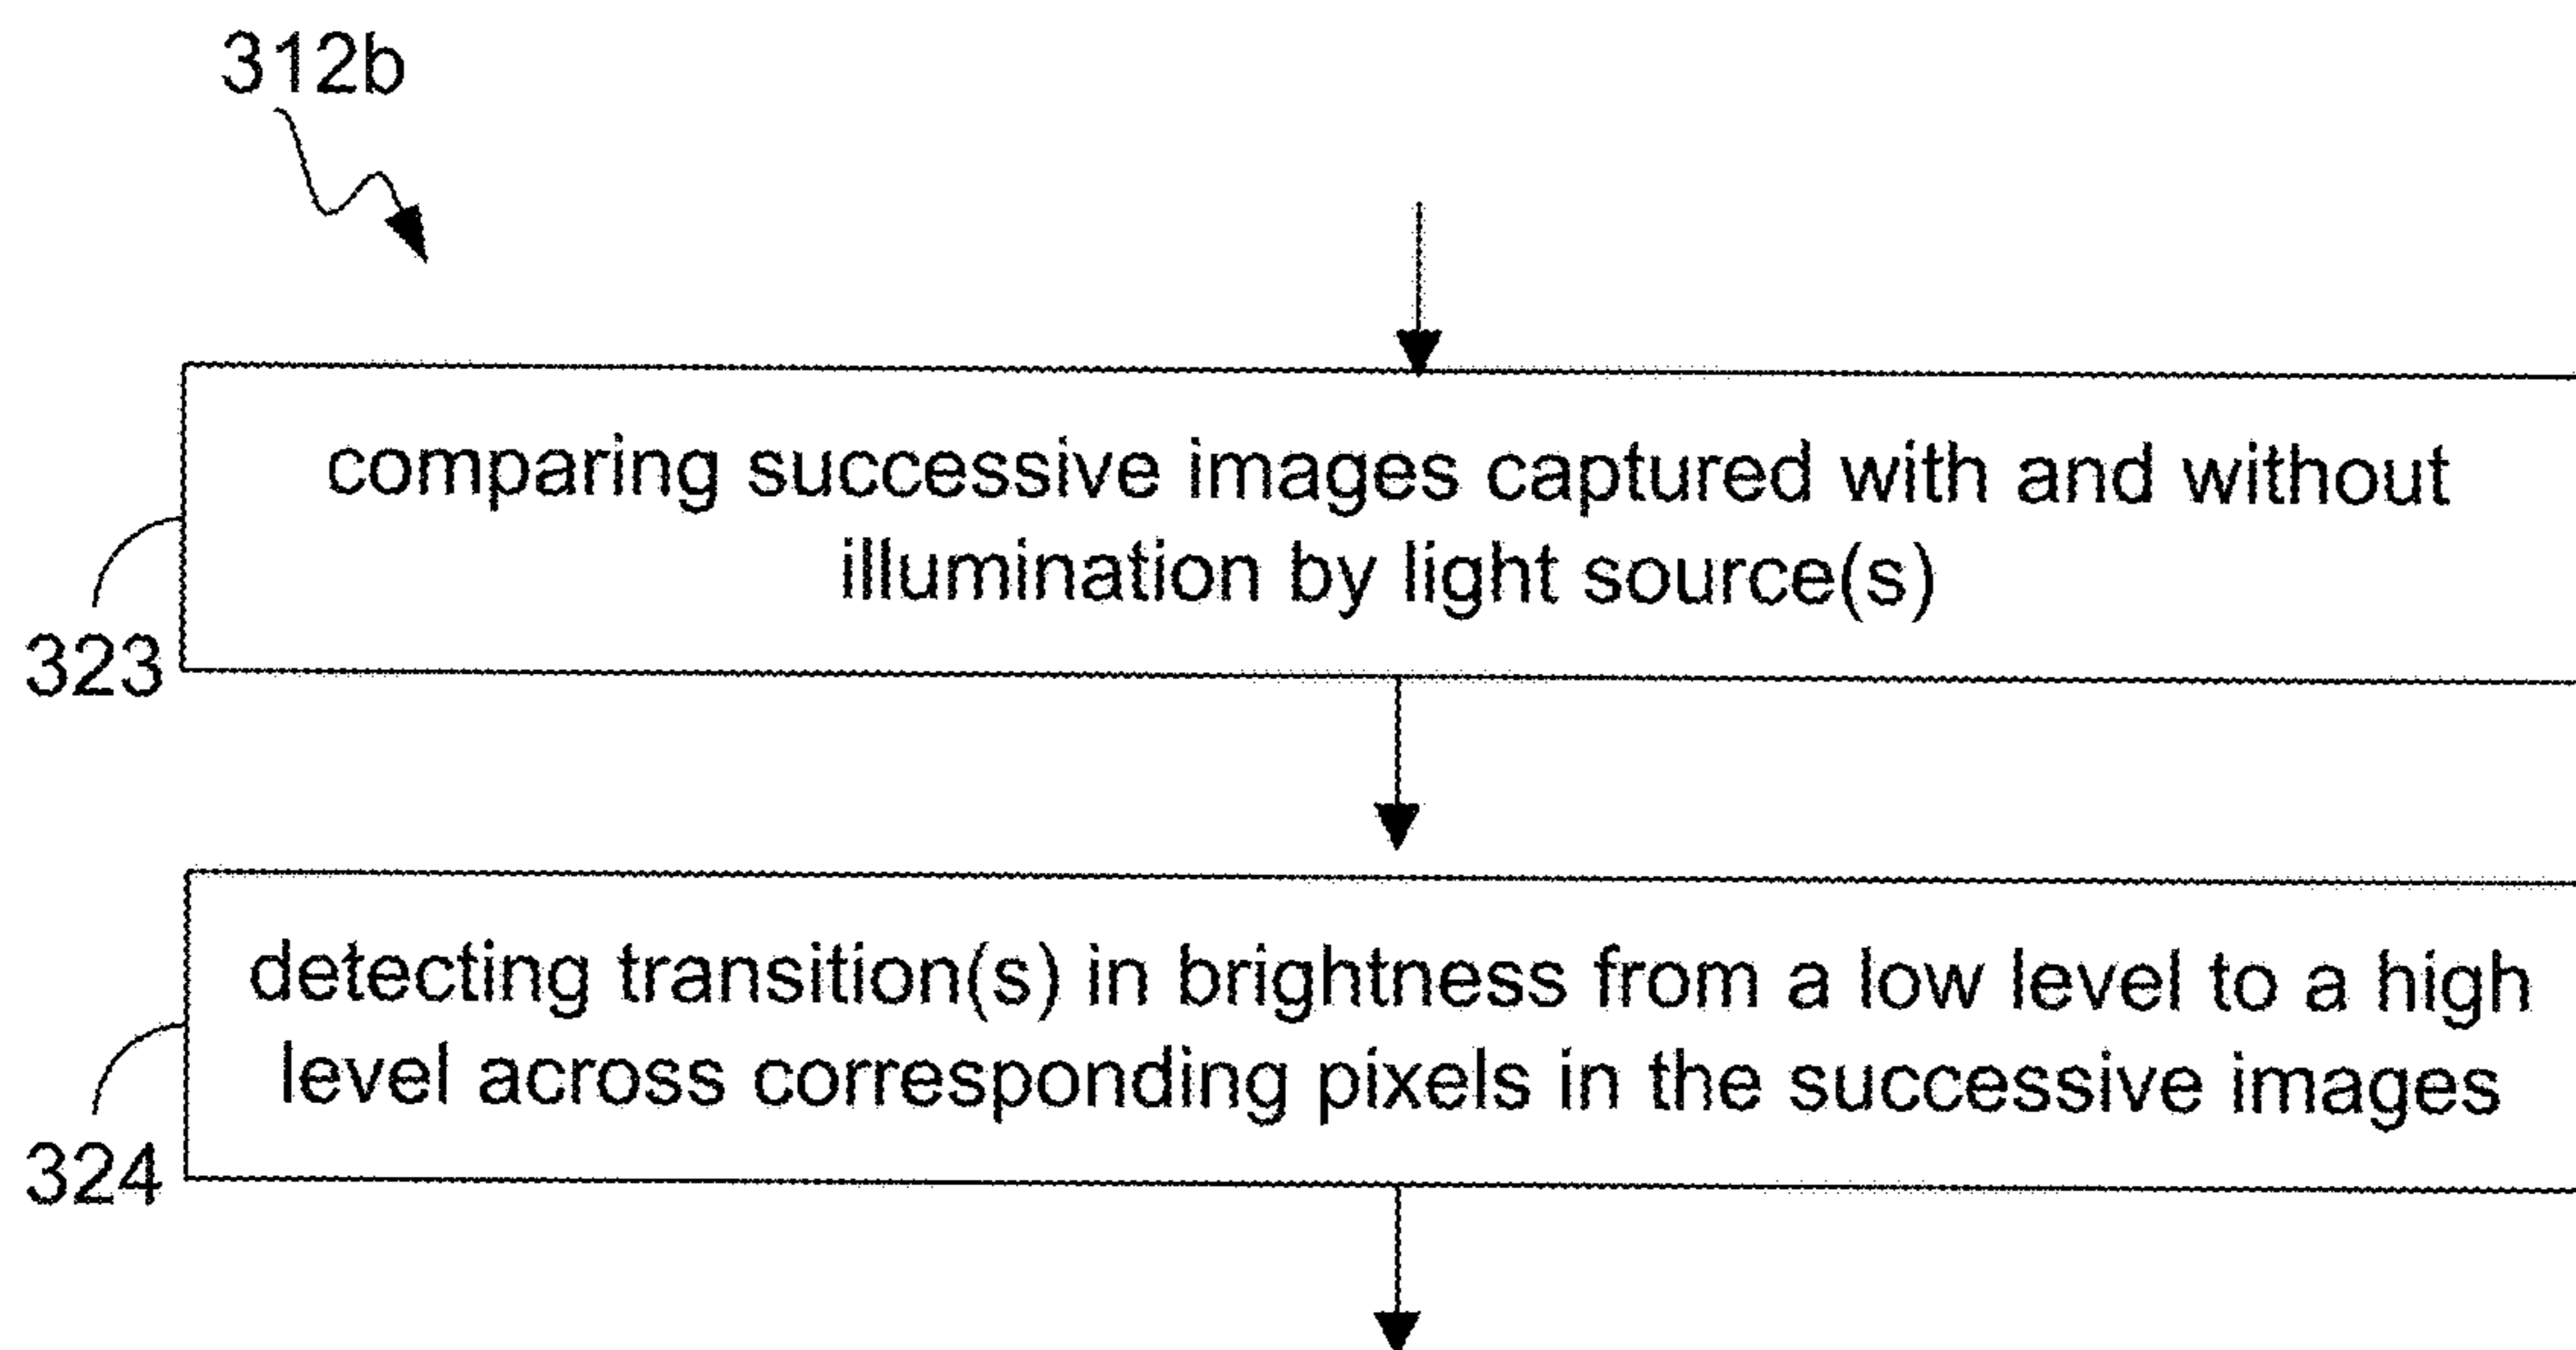 312b
comparing successive images captured with and without
illumination by light source(s)
323
detecting transition(s) in brightness from a low level to a high
level across corresponding pixels in the successive images
324